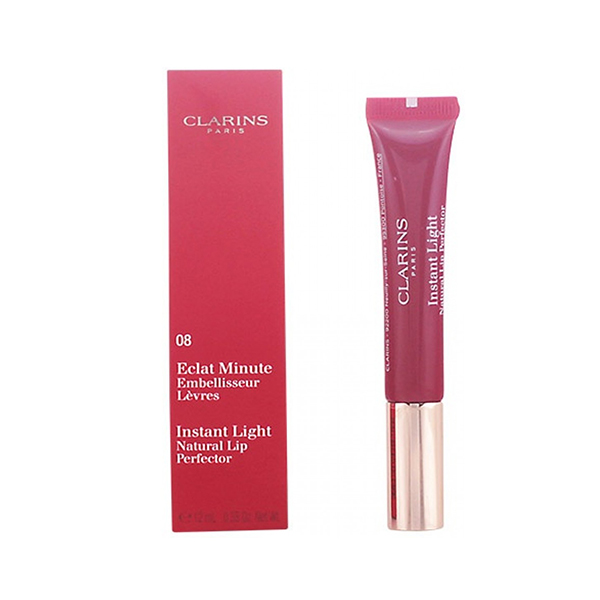 CLARINS
PARIS
08
Eclat Minute
Embellisseur
Lèvres
Instant Light
Natural Lip
Perfector
CLARINS
PARIS
Instant Light
Natural Lip Perfector